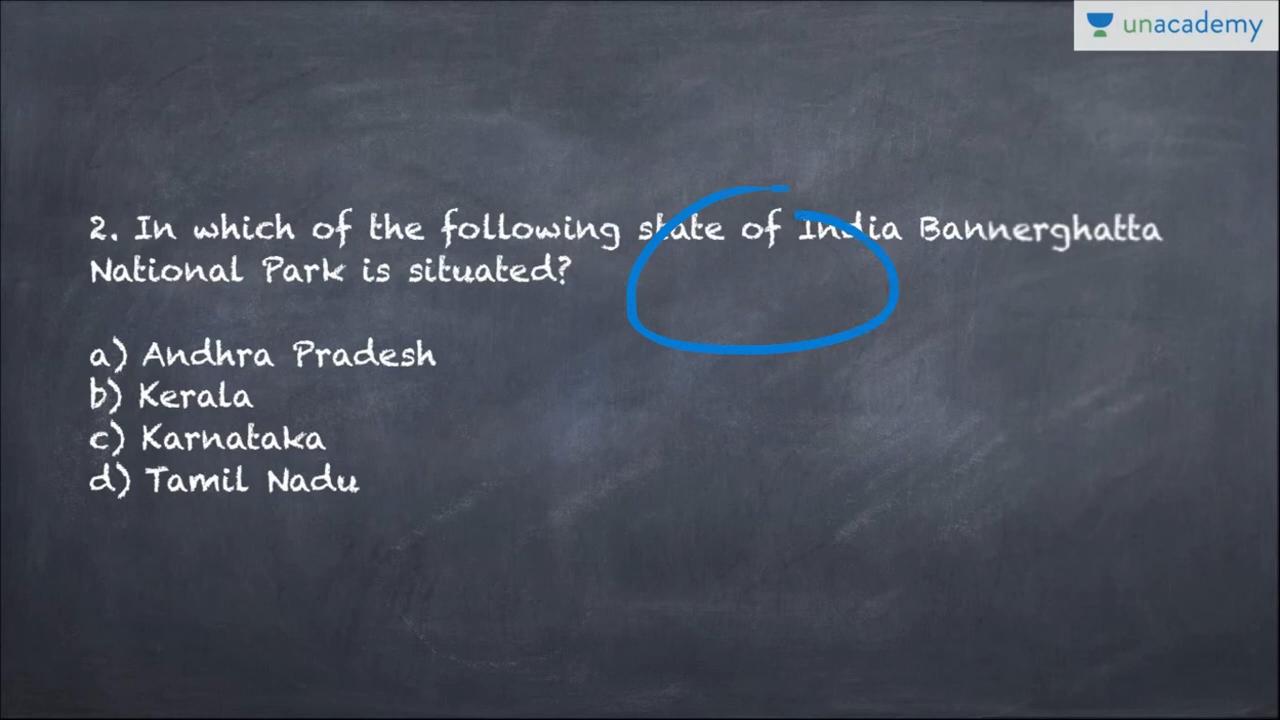 unacademy
2. In which of the following state of India Bannerghatta
National Park is situated?
a) Andhra Pradesh
b) Kerala
c) Karnataka
d) Tamil Nadu